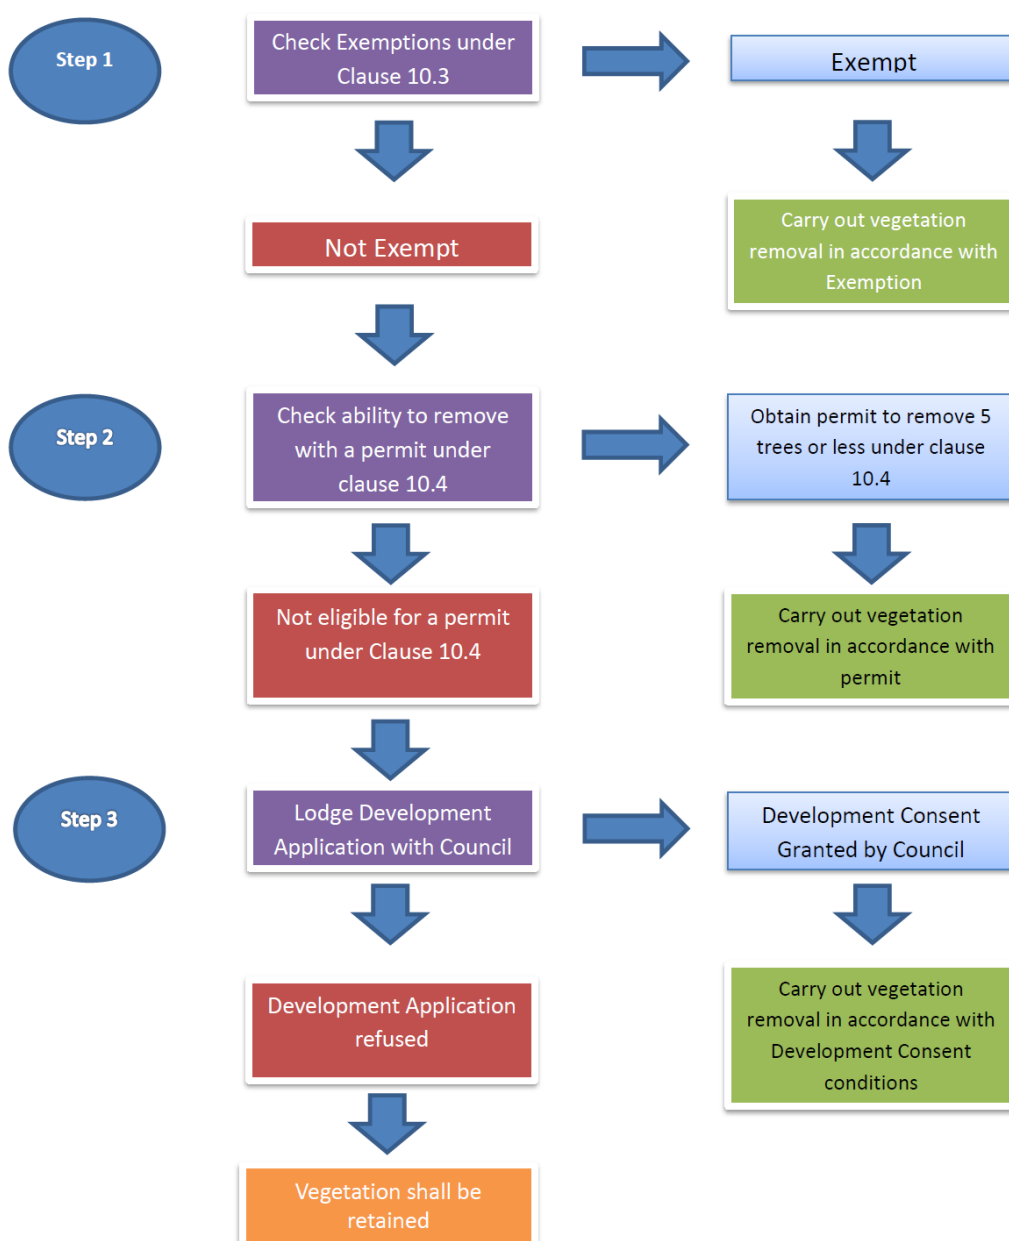 Step 1
Check Exemptions under
Clause 10.3
Exempt
Not Exempt
Carry out vegetation
removal in accordance with
Exemption
Step 2
Check ability to remove
with a permit under
clause 10.4
Obtain permit to remove 5
trees or less under clause
10.4
Not eligible for a permit
under Clause 10.4
Carry out vegetation
removal in accordance with
permit
Step 3
Lodge Development
Application with Council
Development Consent
Granted by Council
Development Application
refused
Carry out vegetation
removal in accordance with
Development Consent
conditions
Vegetation shall be
retained